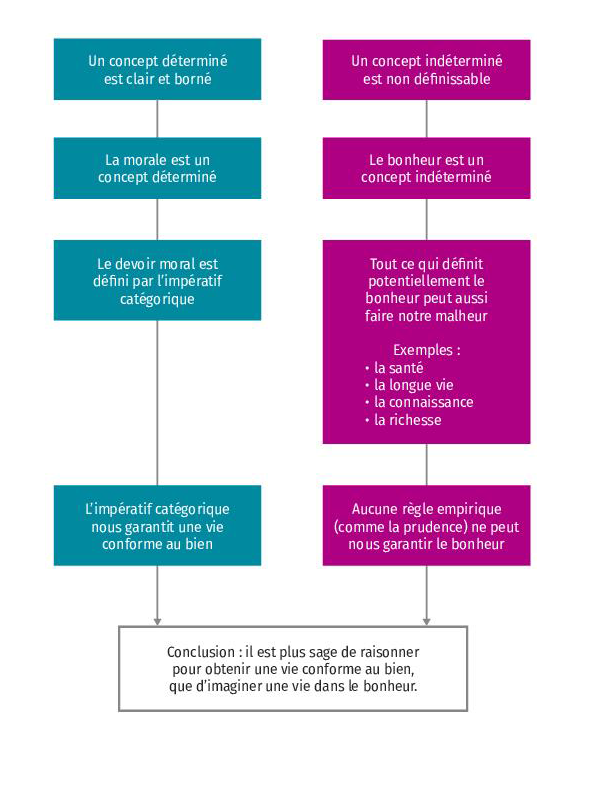 Un concept déterminé
est clair et borné
La morale est un
concept déterminé
Le devoir moral est
défini par l'impératif
catégorique
L'impératif catégorique
nous garantit une vie
conforme au bien
Un concept indéterminé
est non définissable
Le bonheur est un
concept indéterminé
Tout ce qui définit
potentiellement le
bonheur peut aussi
faire notre malheur
Exemples :
• la santé
• la longue vie
• la connaissance
• la richesse
Aucune règle empirique
(comme la prudence) ne peut
nous garantir le bonheur
Conclusion : il est plus sage de raisonner
pour obtenir une vie conforme au bien,
que d'imaginer une vie dans le bonheur.